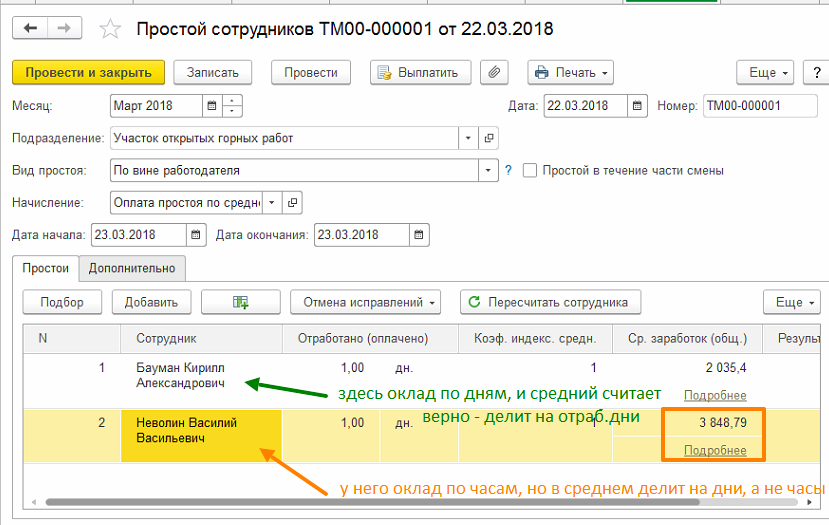 Простой сотрудников ТМ00-000001 от 22.03.2018
Провести и закрыть Записать Провести Выплатить Печать Еще ?
Месяц: Март 2018 Дата: 22.03.2018 Номер: ТМ00-000001
Подразделение: Участок открытых горных работ
Вид простоя: По вине работодателя ? Простой в течение части смены
Начисление: Оплата простоя по средн
Дата начала: 23.03.2018 Дата окончания: 23.03.2018
Простои Дополнительно
Подбор Добавить Отмена исправлений Пересчитать сотрудника Еще
N Сотрудник Отработано (оплачено) Коэф. индекс. средн. Ср. заработок (общ.) Результ
1 Бауман Кирилл 1,00 дн. 1 2 035,4
Александрович Подробнее
здесь оклад по дням, и средний считает
верно - делит на отраб.дни
2 Неволин Василий 1,00 дн. 1 3 848,79
Васильевич Подробнее
у него оклад по часам, но в среднем делит на дни, а не часы